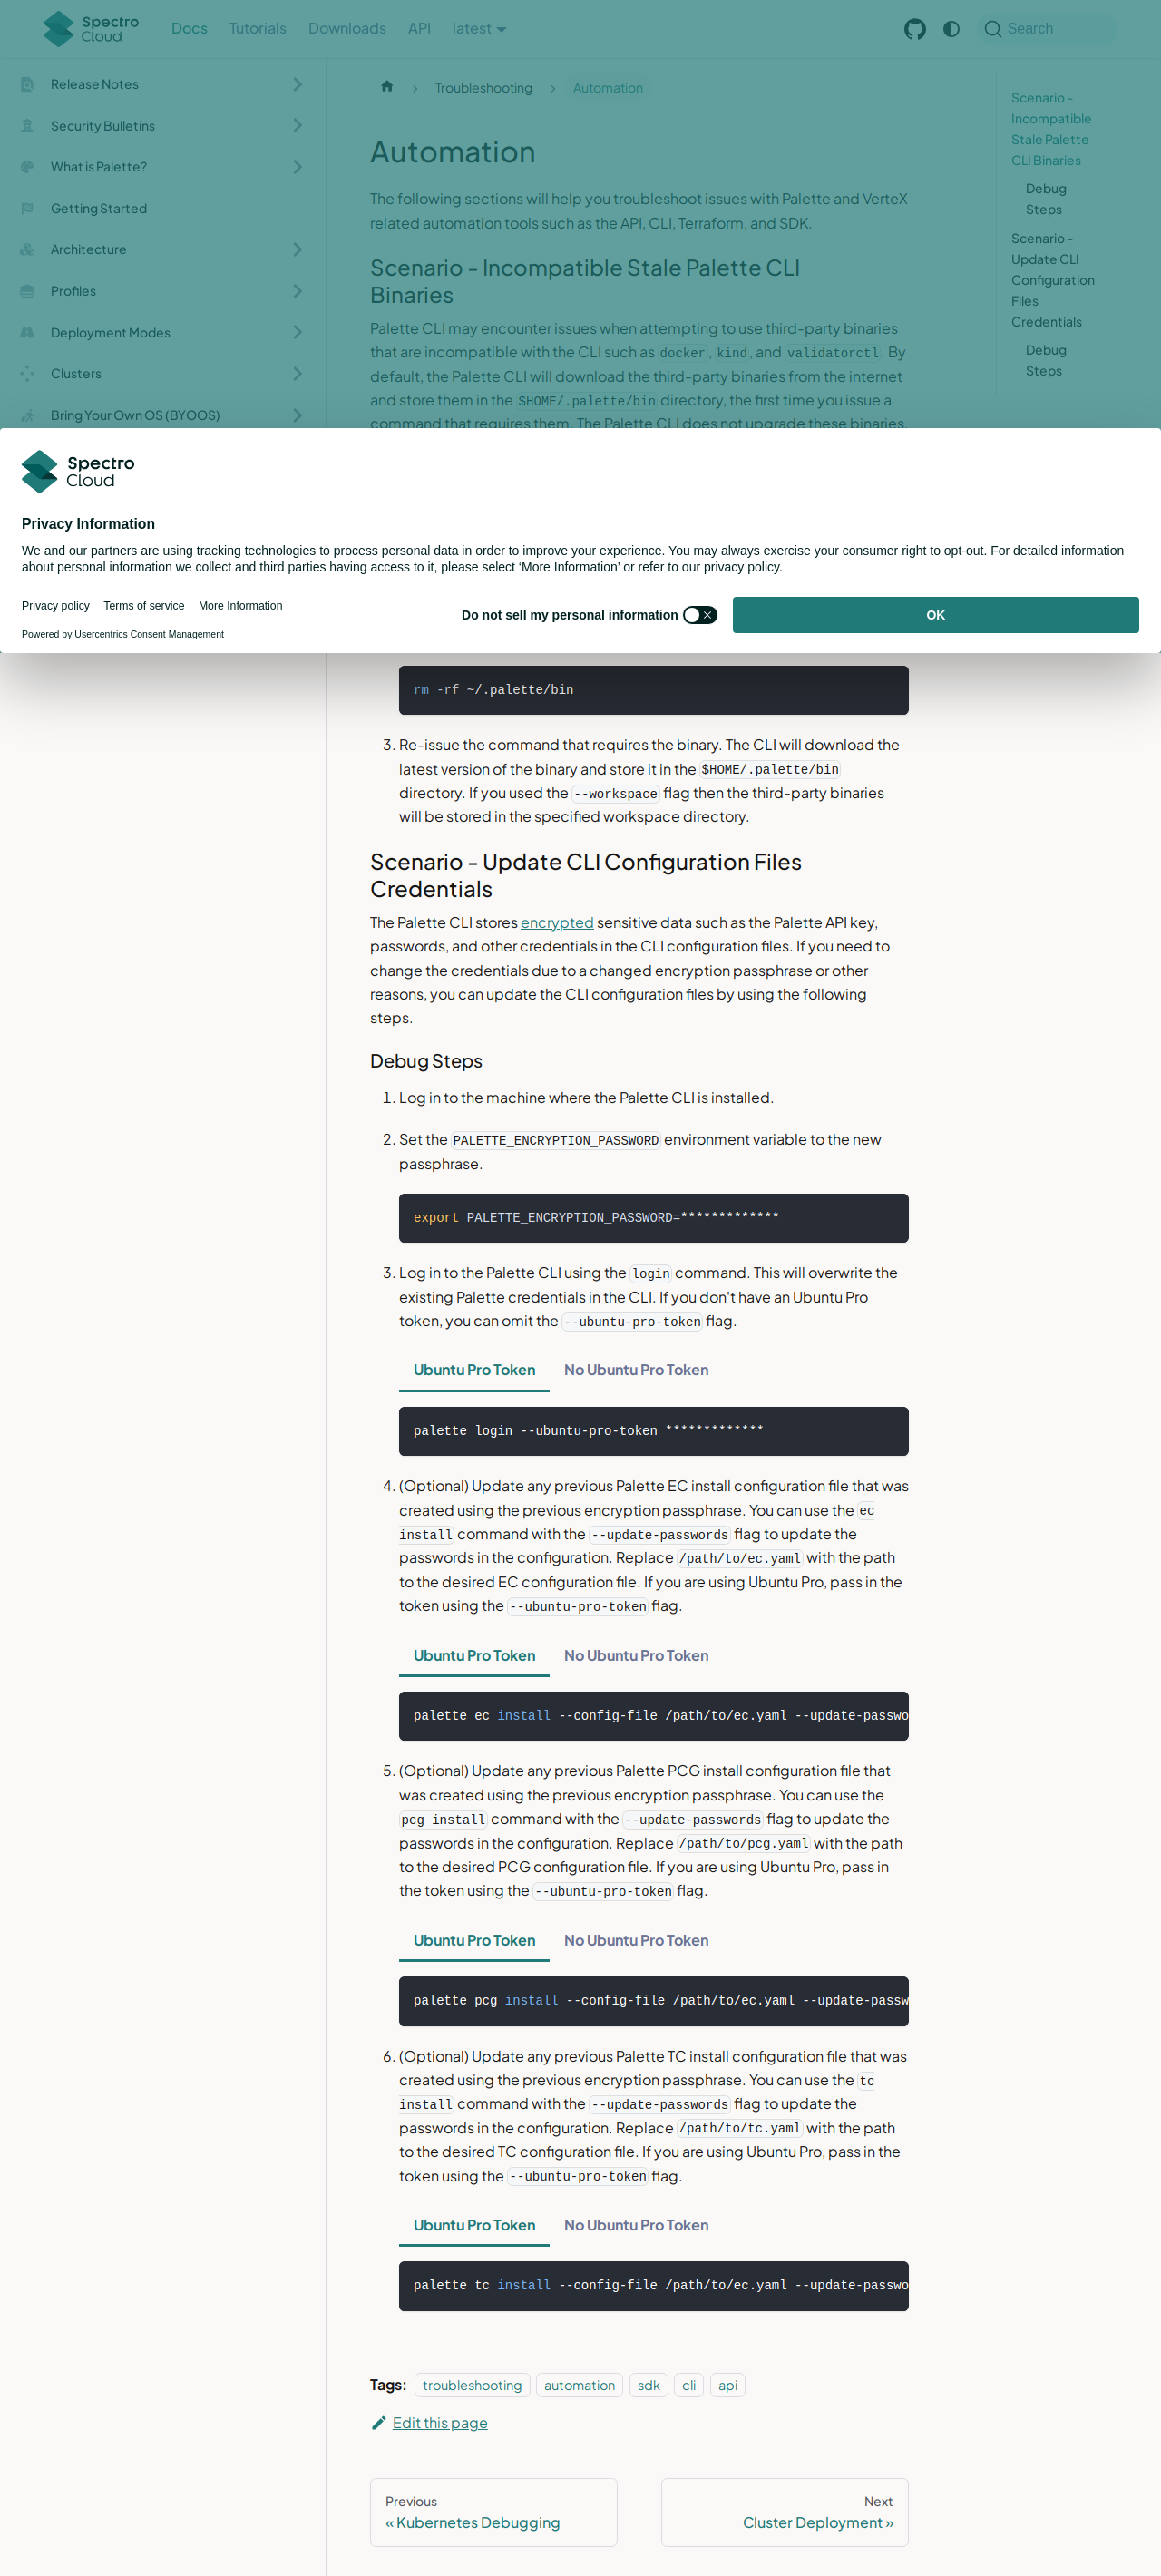 Spectro Cloud
Docs
Tutorials
Downloads
API
latest
Search
Release Notes
Security Bulletins
What is Palette?
Getting Started
Architecture
Profiles
Deployment Modes
Clusters
Bring Your Own OS (BYOOS)
Troubleshooting
Automation
Automation
The following sections will help you troubleshoot issues with Palette and VerteX
related automation tools such as the API, CLI, Terraform, and SDK.
Scenario - Incompatible Stale Palette CLI
Binaries
Palette CLI may encounter issues when attempting to use third-party binaries
that are incompatible with the CLI such as docker, kind, and validatorctl. By
default, the Palette CLI will download the third-party binaries from the internet
and store them in the $HOME/.palette/bin directory, the first time you issue a
command that requires them. The Palette CLI does not upgrade these binaries.
Scenario -
Incompatible
Stale Palette
CLI Binaries
Debug
Steps
Scenario -
Update CLI
Configuration
Files
Credentials
Debug
Steps
Spectro
Cloud
Privacy Information
We and our partners are using tracking technologies to process personal data in order to improve your experience. You may always exercise your consumer right to opt-out. For detailed information
about personal information we collect and third parties having access to it, please select ‘More Information’ or refer to our privacy policy.
Privacy policy
Terms of service
More Information
Powered by Usercentrics Consent Management
Do not sell my personal information
OK
rm -rf ~/.palette/bin
3. Re-issue the command that requires the binary. The CLI will download the
latest version of the binary and store it in the $HOME/.palette/bin
directory. If you used the --workspace flag then the third-party binaries
will be stored in the specified workspace directory.
Scenario - Update CLI Configuration Files
Credentials
The Palette CLI stores encrypted sensitive data such as the Palette API key,
passwords, and other credentials in the CLI configuration files. If you need to
change the credentials due to a changed encryption passphrase or other
reasons, you can update the CLI configuration files by using the following
steps.
Debug Steps
1. Log in to the machine where the Palette CLI is installed.
2. Set the PALETTE_ENCRYPTION_PASSWORD environment variable to the new
passphrase.
export PALETTE_ENCRYPTION_PASSWORD=*************
3. Log in to the Palette CLI using the login command. This will overwrite the
existing Palette credentials in the CLI. If you don't have an Ubuntu Pro
token, you can omit the --ubuntu-pro-token flag.
Ubuntu Pro Token
No Ubuntu Pro Token
palette login --ubuntu-pro-token *************
4. (Optional) Update any previous Palette EC install configuration file that was
created using the previous encryption passphrase. You can use the ec
install command with the --update-passwords flag to update the
passwords in the configuration. Replace /path/to/ec.yaml with the path
to the desired EC configuration file. If you are using Ubuntu Pro, pass in the
token using the --ubuntu-pro-token flag.
Ubuntu Pro Token
No Ubuntu Pro Token
palette ec install --config-file /path/to/ec.yaml --update-passwo
5. (Optional) Update any previous Palette PCG install configuration file that
was created using the previous encryption passphrase. You can use the
pcg install command with the --update-passwords flag to update the
passwords in the configuration. Replace /path/to/pcg.yaml with the path
to the desired PCG configuration file. If you are using Ubuntu Pro, pass in
the token using the --ubuntu-pro-token flag.
Ubuntu Pro Token
No Ubuntu Pro Token
palette pcg install --config-file /path/to/ec.yaml --update-passw
6. (Optional) Update any previous Palette TC install configuration file that was
created using the previous encryption passphrase. You can use the tc
install command with the --update-passwords flag to update the
passwords in the configuration. Replace /path/to/tc.yaml with the path
to the desired TC configuration file. If you are using Ubuntu Pro, pass in the
token using the --ubuntu-pro-token flag.
Ubuntu Pro Token
No Ubuntu Pro Token
palette tc install --config-file /path/to/ec.yaml --update-passwo
Tags: troubleshooting automation sdk cli api
Edit this page
Previous
« Kubernetes Debugging
Next
Cluster Deployment »